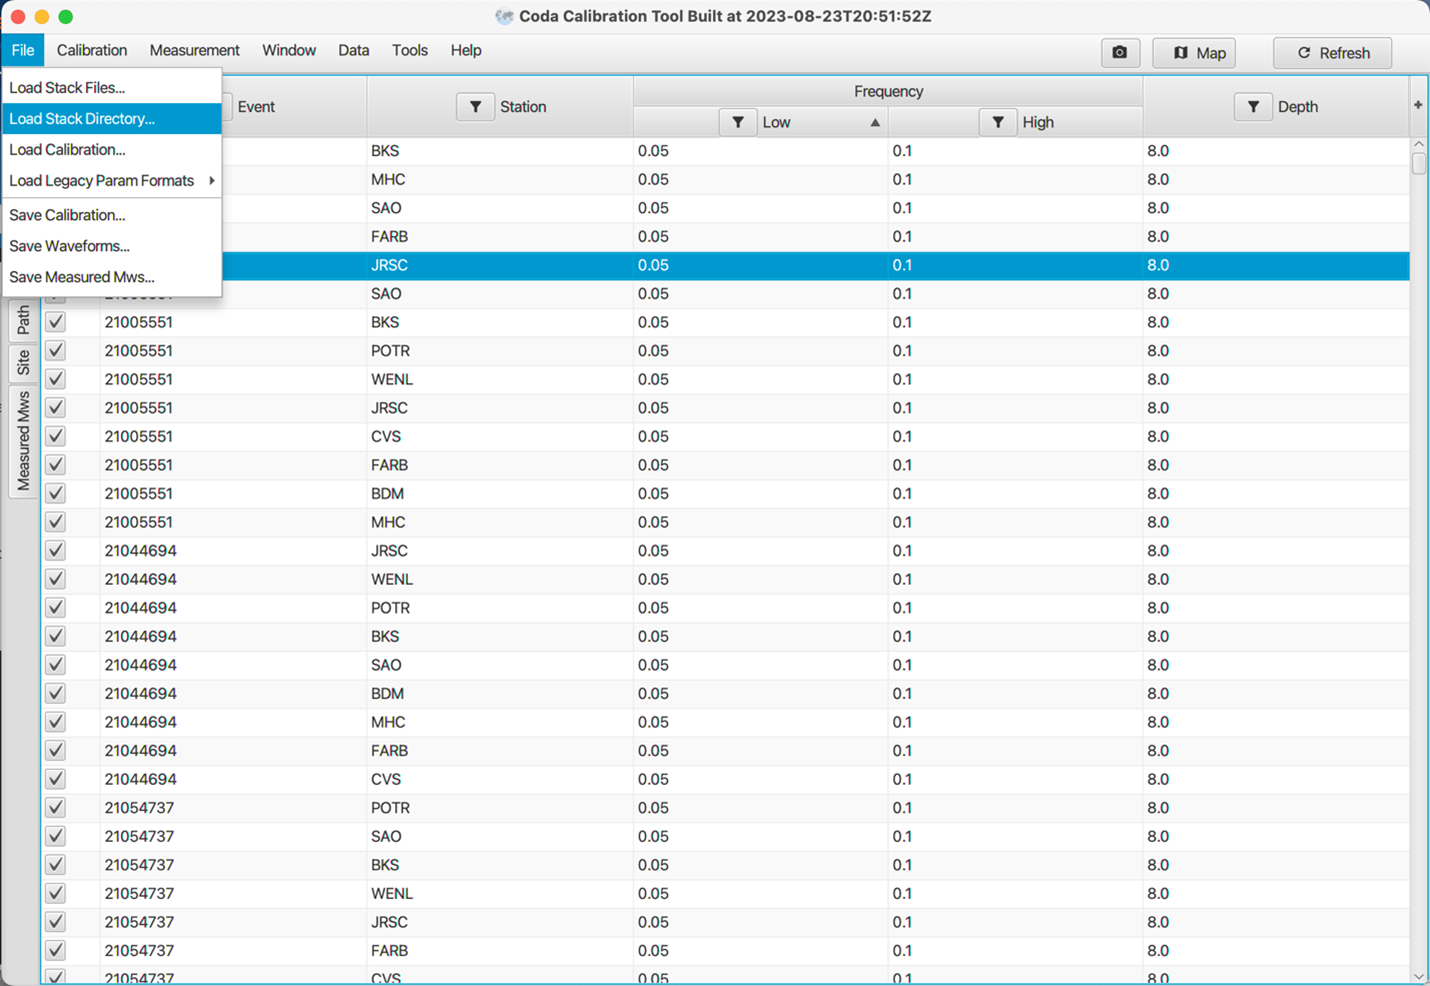 Coda Calibration Tool Built at 2023-08-23T20:51:52Z
File Calibration Measurement Window Data Tools Help Map Refresh
Load Stack Files...
Load Stack Directory...
Load Calibration...
Load Legacy Param Formats
Save Calibration...
Save Waveforms...
Save Measured Mws...
Path
Site
Measured Mws
Event Station Frequency Depth
Low High
BKS 0.05 0.1 8.0
MHC 0.05 0.1 8.0
SAO 0.05 0.1 8.0
FARB 0.05 0.1 8.0
JRSC 0.05 0.1 8.0
21005551 SAO 0.05 0.1 8.0
21005551 BKS 0.05 0.1 8.0
21005551 POTR 0.05 0.1 8.0
21005551 WENL 0.05 0.1 8.0
21005551 JRSC 0.05 0.1 8.0
21005551 CVS 0.05 0.1 8.0
21005551 FARB 0.05 0.1 8.0
21005551 BDM 0.05 0.1 8.0
21005551 MHC 0.05 0.1 8.0
21044694 JRSC 0.05 0.1 8.0
21044694 WENL 0.05 0.1 8.0
21044694 POTR 0.05 0.1 8.0
21044694 BKS 0.05 0.1 8.0
21044694 SAO 0.05 0.1 8.0
21044694 BDM 0.05 0.1 8.0
21044694 MHC 0.05 0.1 8.0
21044694 FARB 0.05 0.1 8.0
21044694 CVS 0.05 0.1 8.0
21054737 POTR 0.05 0.1 8.0
21054737 SAO 0.05 0.1 8.0
21054737 BKS 0.05 0.1 8.0
21054737 WENL 0.05 0.1 8.0
21054737 JRSC 0.05 0.1 8.0
21054737 FARB 0.05 0.1 8.0
21054737 CVS 0.05 0.1 8.0